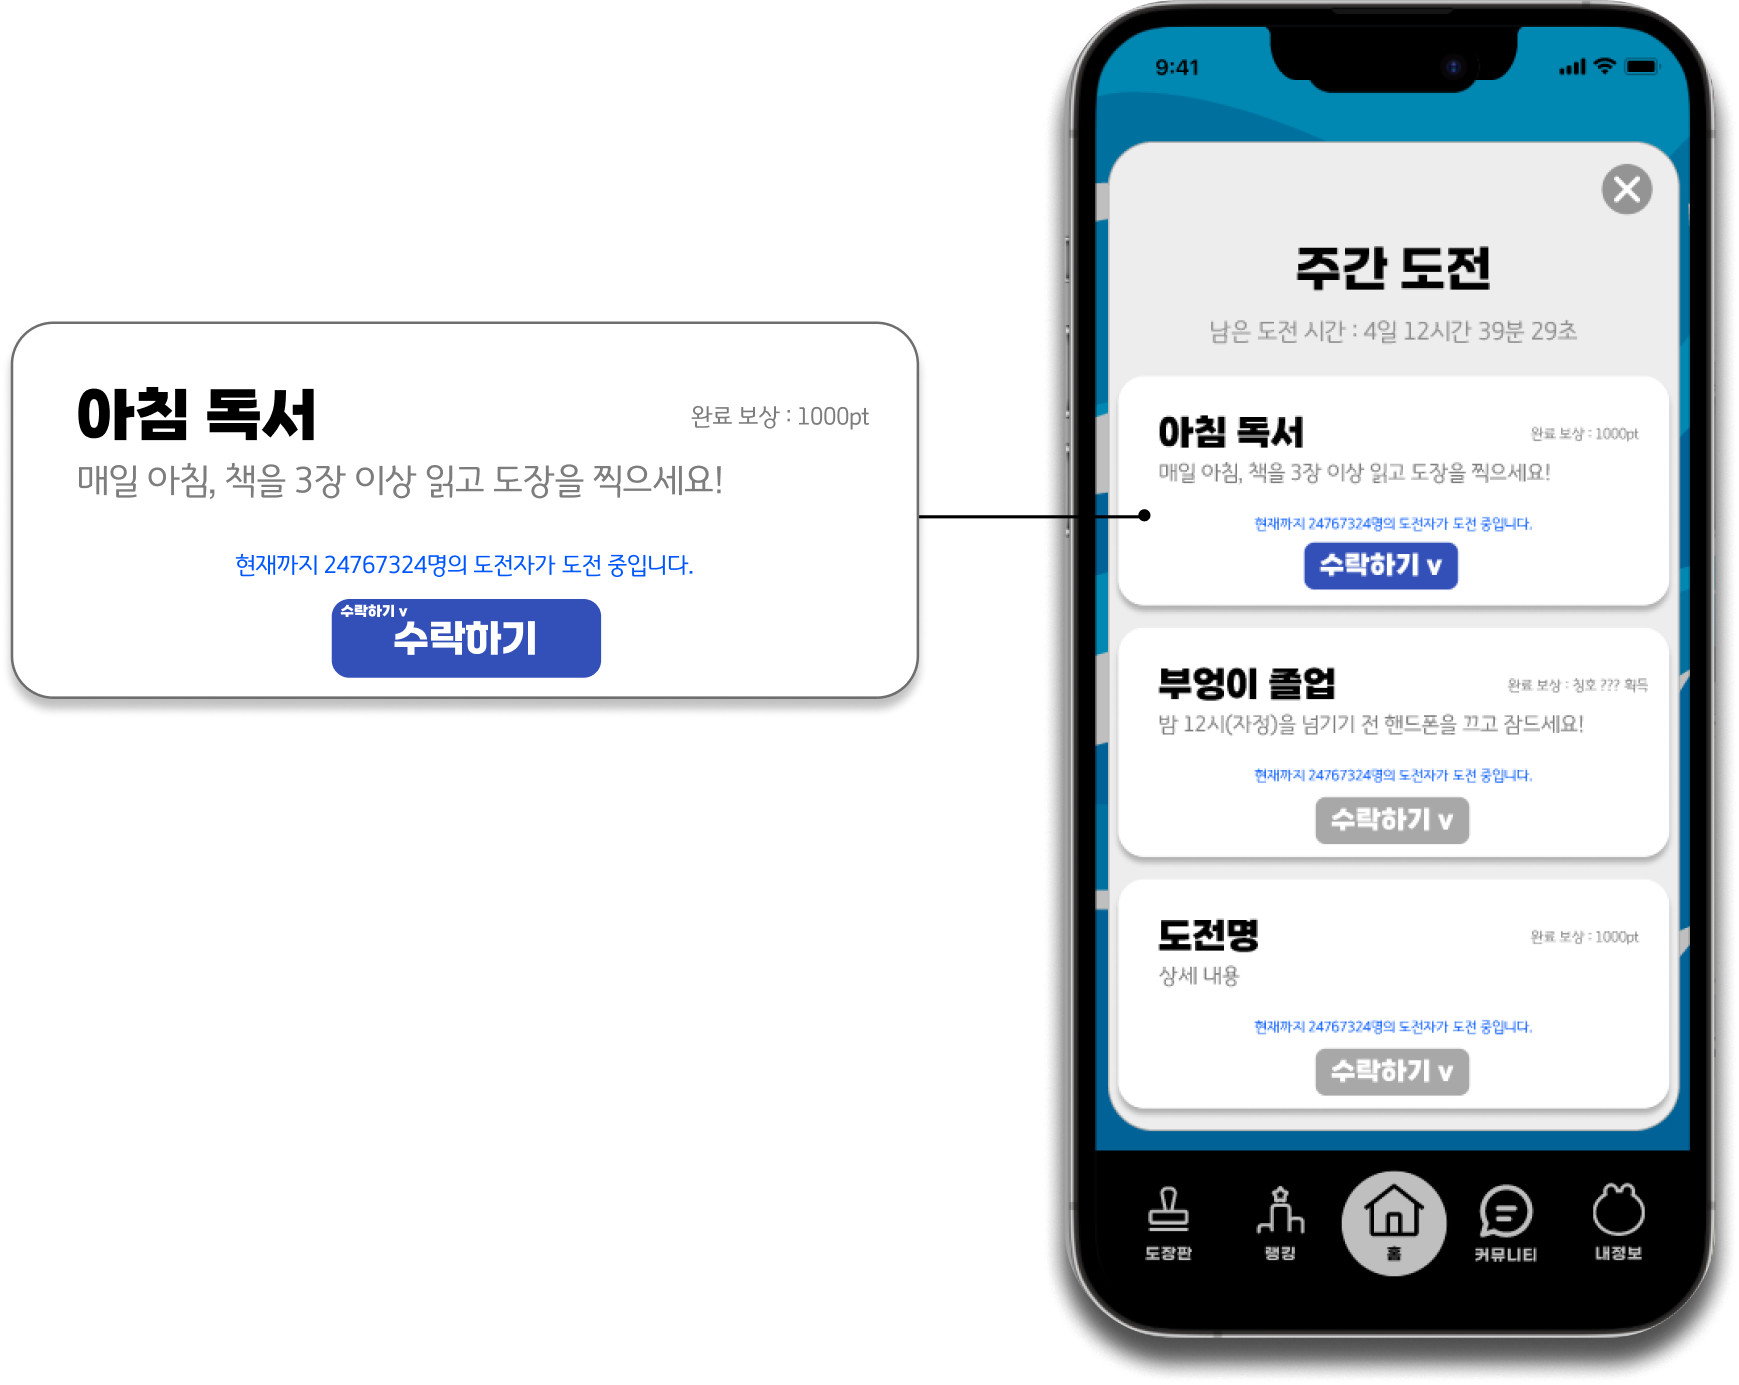 아침 독서
완료 보상 : 1000pt
매일 아침, 책을 3장 이상 읽고 도장을 찍으세요!
현재까지 24767324명의 도전자가 도전 중입니다.
수락하기 v
수락하기
9:41
주간 도전
남은 도전 시간 : 4일 12시간 39분 29초
아침 독서
완료 보상 : 1000pt
매일 아침, 책을 3장 이상 읽고 도장을 찍으세요!
현재까지 24767324명의 도전자가 도전 중입니다.
수락하기 v
부엉이 졸업
완료 보상 : 칭호 ??? 획득
밤 12시(자정)을 넘기기 전 핸드폰을 끄고 잠드세요!
현재까지 24767324명의 도전자가 도전 중입니다.
수락하기 v
도전명
완료 보상 : 1000pt
상세 내용
현재까지 24767324명의 도전자가 도전 중입니다.
수락하기 v
도장판
랭킹
홈
커뮤니티
내정보